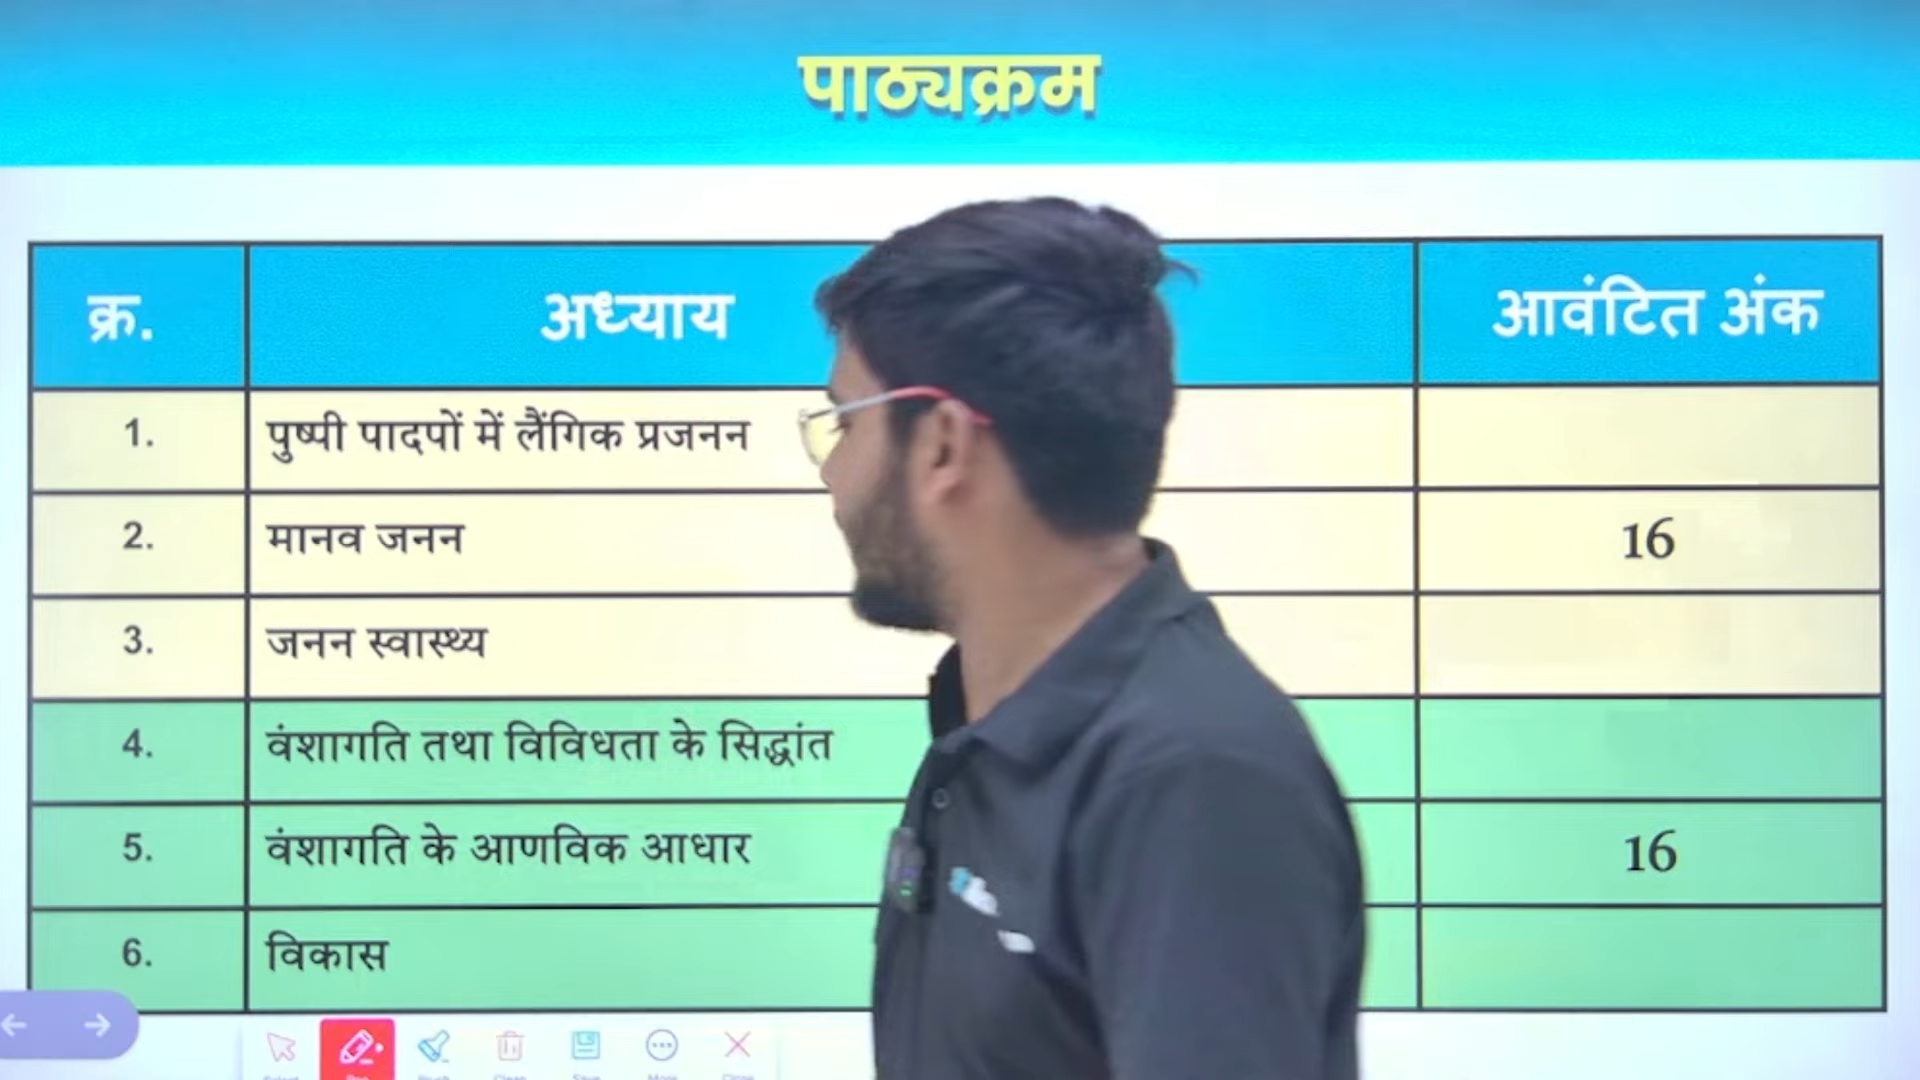 पाठ्यक्रम
क्र. अध्याय आवंटित अंक
1. पुष्पी पादपों में लैंगिक प्रजनन
2. मानव जनन 16
3. जनन स्वास्थ्य
4. वंशागति तथा विविधता के सिद्धांत
5. वंशागति के आणविक आधार 16
6. विकास